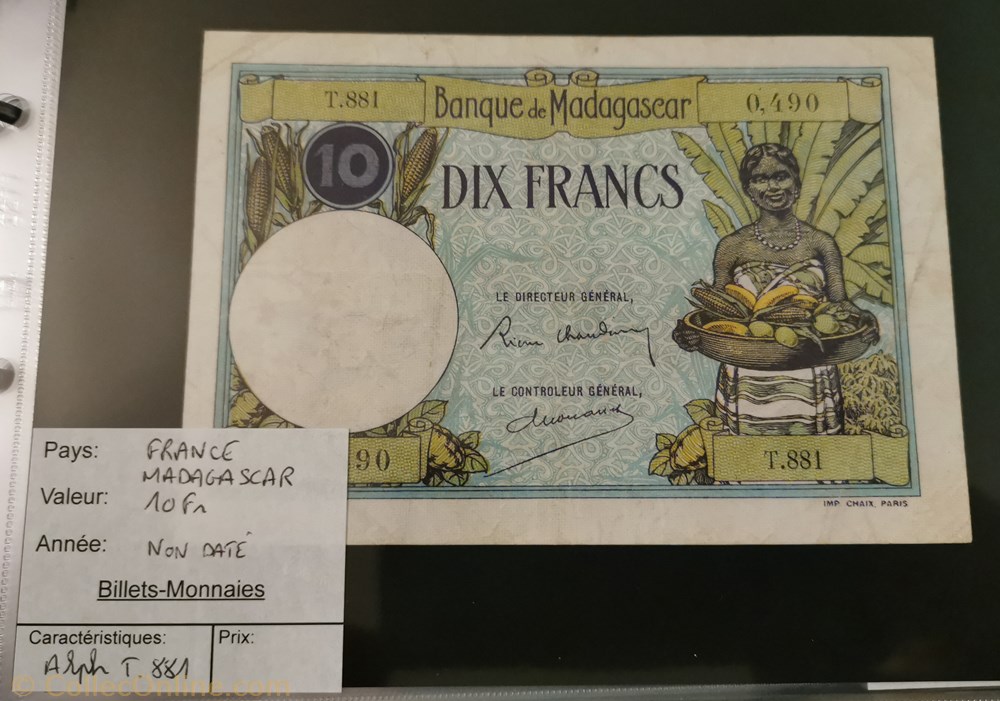 T.881 Banque de Madagascar 0,490
10
DIX FRANCS
LE DIRECTEUR GÉNÉRAL,
LE CONTROLEUR GÉNÉRAL,
90 T.881
IMP. CHAIX, PARIS
Pays: FRANCE
MADAGASCAR
Valeur: 10 Fr
Année: NON DATÉ
Billets-Monnaies
Caractéristiques: Prix:
Alph T.881
© CollecOnline.com